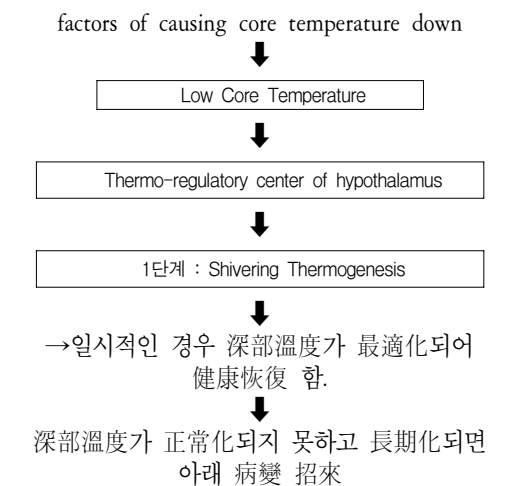 factors of causing core temperature down
Low Core Temperature
Thermo-regulatory center of hypothalamus
1단계 : Shivering Thermogenesis
→일시적인 경우 深部溫度가 最適化되어
健康恢復 함.
深部溫度가 正常化되지 못하고 長期化되면
아래 病變 招來